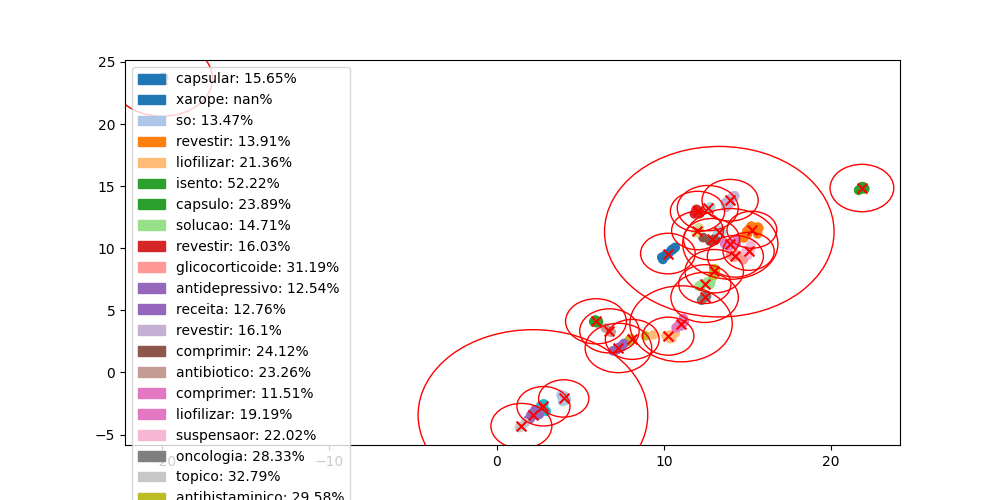 25
20
15
10
5
0
−5
capsular: 15.65%
xarope: nan%
so: 13.47%
revestir: 13.91%
liofilizar: 21.36%
isento: 52.22%
capsulo: 23.89%
solucao: 14.71%
revestir: 16.03%
glicocorticoide: 31.19%
antidepressivo: 12.54%
receita: 12.76%
revestir: 16.1%
comprimir: 24.12%
antibiotico: 23.26%
comprimer: 11.51%
liofilizar: 19.19%
suspensaor: 22.02%
oncologia: 28.33%
topico: 32.79%
antihistaminico: 29.58%
−20 −10 0 10 20